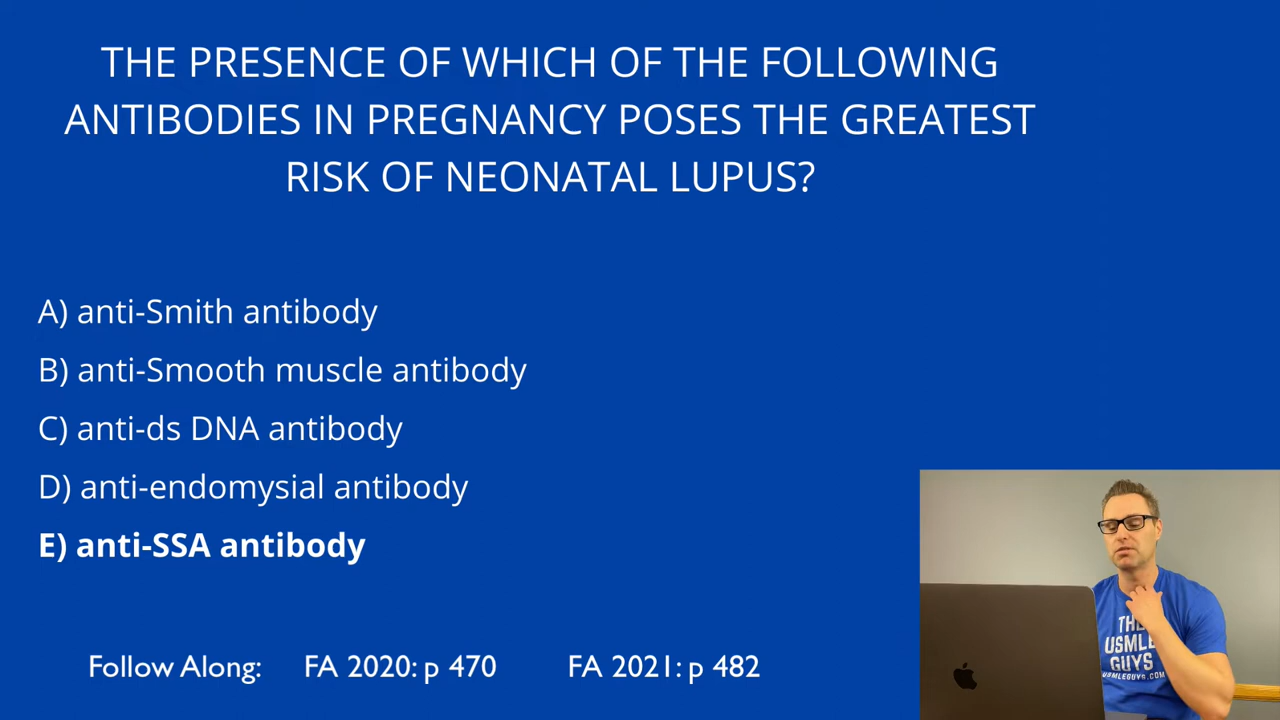 THE PRESENCE OF WHICH OF THE FOLLOWING
ANTIBODIES IN PREGNANCY POSES THE GREATEST
RISK OF NEONATAL LUPUS?
A) anti-Smith antibody
B) anti-Smooth muscle antibody
C) anti-ds DNA antibody
D) anti-endomysial antibody
E) anti-SSA antibody
Follow Along: FA 2020: p 470 FA 2021: p 482
THE
USMLE
GUYS
USMLEGUYS.COM